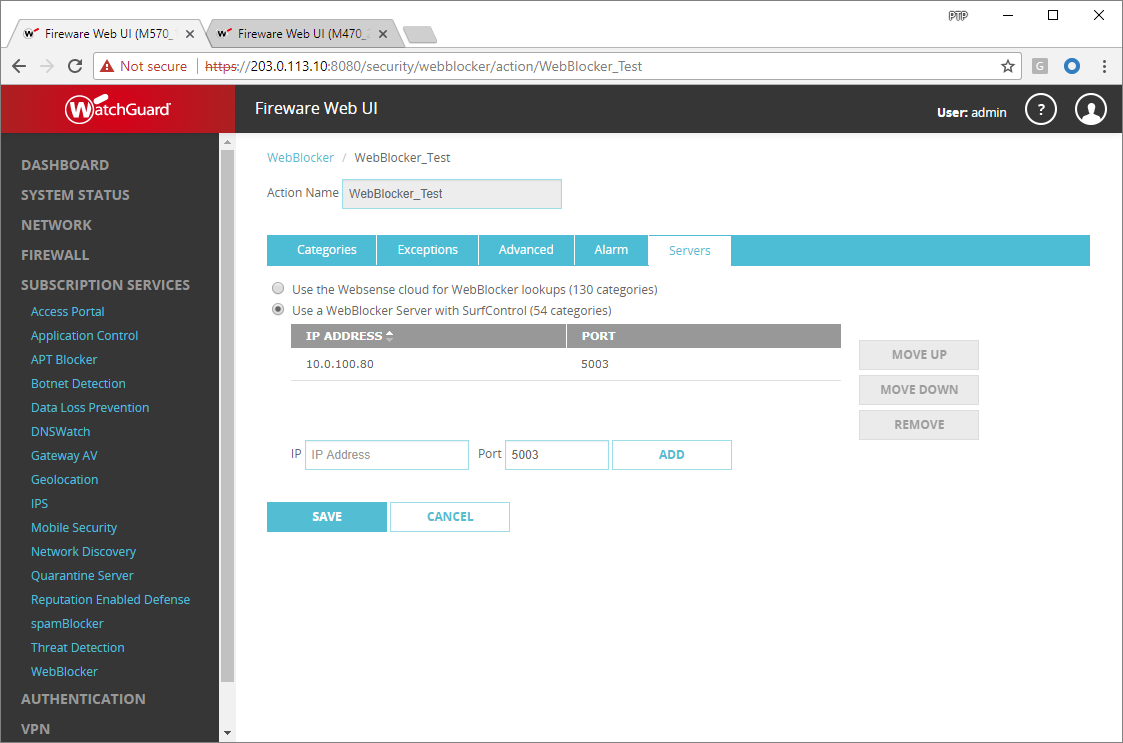 PTP
Fireware Web UI (M570_
Fireware Web UI (M470_
Not secure https://203.0.113.10:8080/security/webblocker/action/WebBlocker_Test
G
WatchGuard
Fireware Web UI
User: admin
?
DASHBOARD
SYSTEM STATUS
NETWORK
FIREWALL
SUBSCRIPTION SERVICES
Access Portal
Application Control
APT Blocker
Botnet Detection
Data Loss Prevention
DNSWatch
Gateway AV
Geolocation
IPS
Mobile Security
Network Discovery
Quarantine Server
Reputation Enabled Defense
spamBlocker
Threat Detection
WebBlocker
AUTHENTICATION
VPN
WebBlocker / WebBlocker_Test
Action Name WebBlocker_Test
Categories Exceptions Advanced Alarm Servers
Use the Websense cloud for WebBlocker lookups (130 categories)
Use a WebBlocker Server with SurfControl (54 categories)
IP ADDRESS PORT
10.0.100.80 5003
MOVE UP
MOVE DOWN
REMOVE
IP IP Address Port 5003 ADD
SAVE CANCEL